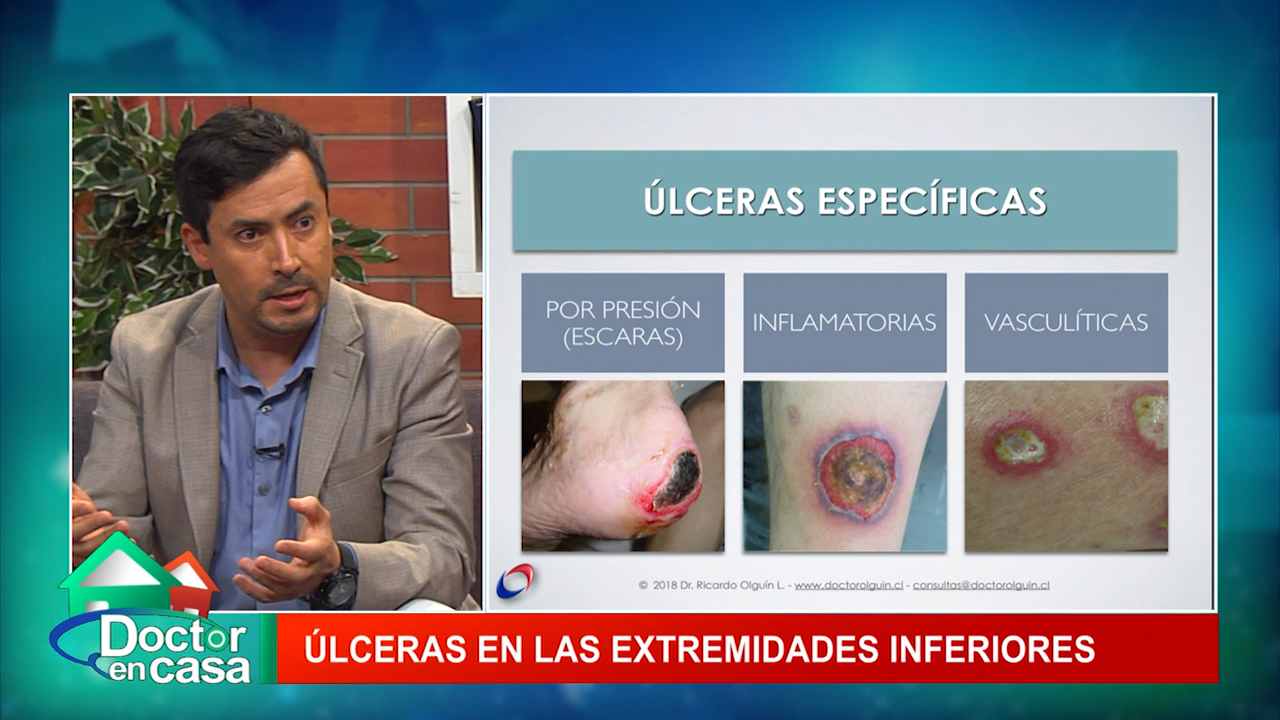 ÚLCERAS ESPECÍFICAS
POR PRESIÓN
(ESCARAS)
INFLAMATORIAS
VASCULÍTICAS
© 2018 Dr. Ricardo Olguín L. - www.doctorolguin.cl - consultas@doctorolguin.cl
Doctor
en casa
ÚLCERAS EN LAS EXTREMIDADES INFERIORES